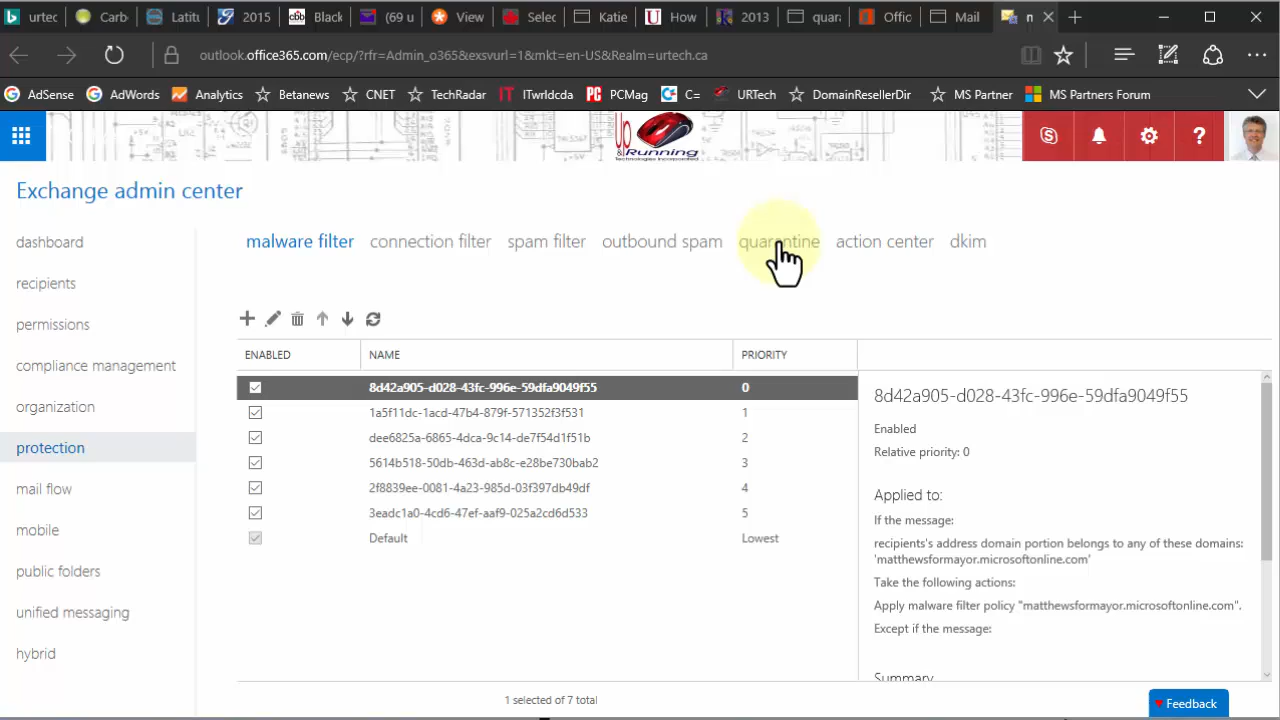 urtec
Carb
Latitu
2015
cbb
Black
(69 u
View
Selec
Katie
U
How
2013
quar
Offic
Mail
n
outlook.office365.com/ecp/?rfr=Admin_o365&exsvurl=1&mkt=en-US&Realm=urtech.ca
AdSense
AdWords
Analytics
Betanews
CNET
TechRadar
IT
ITwrldcda
PC
PCMag
C=
URTech
DomainResellerDir
MS Partner
MS Partners Forum
Up
& Running
Technologies Incorporated
?
Exchange admin center
dashboard
recipients
permissions
compliance management
organization
protection
mail flow
mobile
public folders
unified messaging
hybrid
malware filter
connection filter
spam filter
outbound spam
quarantine
action center
dkim
ENABLED
NAME
PRIORITY
8d42a905-d028-43fc-996e-59dfa9049f55
0
1a5f11dc-1acd-47b4-879f-571352f3f531
1
dee6825a-6865-4dca-9c14-de7f54d1f51b
2
5614b518-50db-463d-ab8c-e28be730bab2
3
2f8839ee-0081-4a23-985d-03f397db49df
4
3eadc1a0-4cd6-47ef-aaf9-025a2cd6d533
5
Default
Lowest
8d42a905-d028-43fc-996e-59dfa9049f55
Enabled
Relative priority: 0
Applied to:
If the message:
recipients's address domain portion belongs to any of these domains:
'matthewsformayor.microsoftonline.com'
Take the following actions:
Apply malware filter policy "matthewsformayor.microsoftonline.com".
Except if the message:
Summary
1 selected of 7 total
Feedback